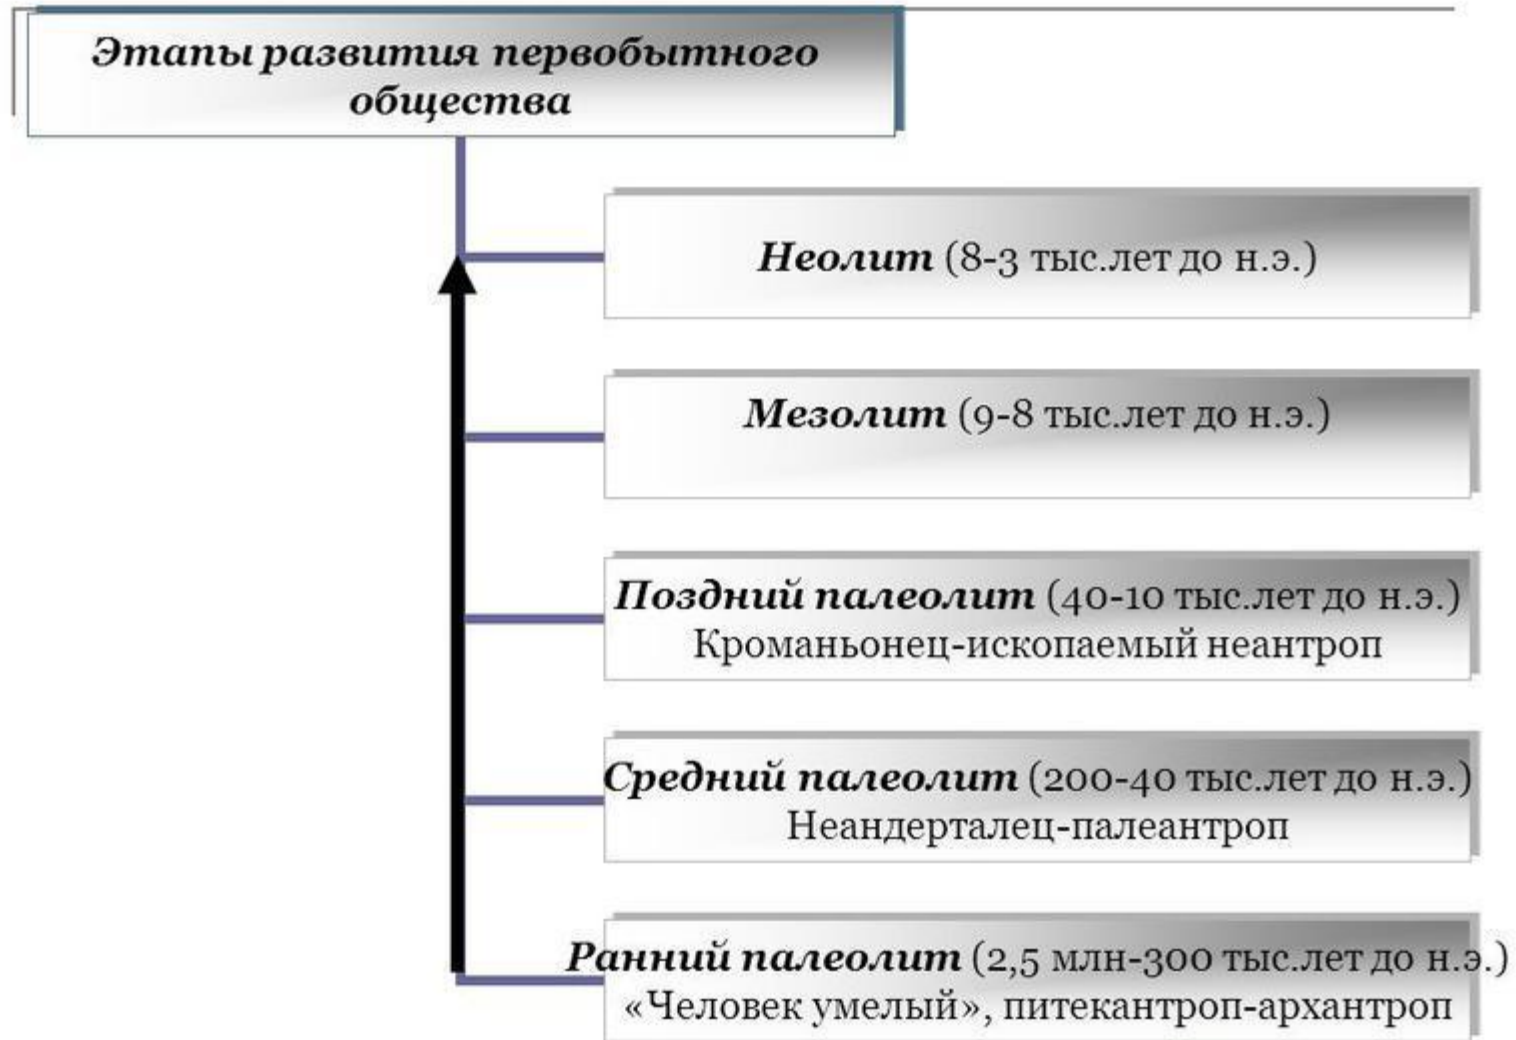 Этапы развития первобытного
общества
Неолит (8-3 тыс.лет до н.э.)
Мезолит (9-8 тыс.лет до н.э.)
Поздний палеолит (40-10 тыс.лет до н.э.)
Кроманьонец-ископаемый неантроп
Средний палеолит (200-40 тыс.лет до н.э.)
Неандерталец-палеантроп
Ранний палеолит (2,5 млн-300 тыс.лет до н.э.)
«Человек умелый», питекантроп-архантроп